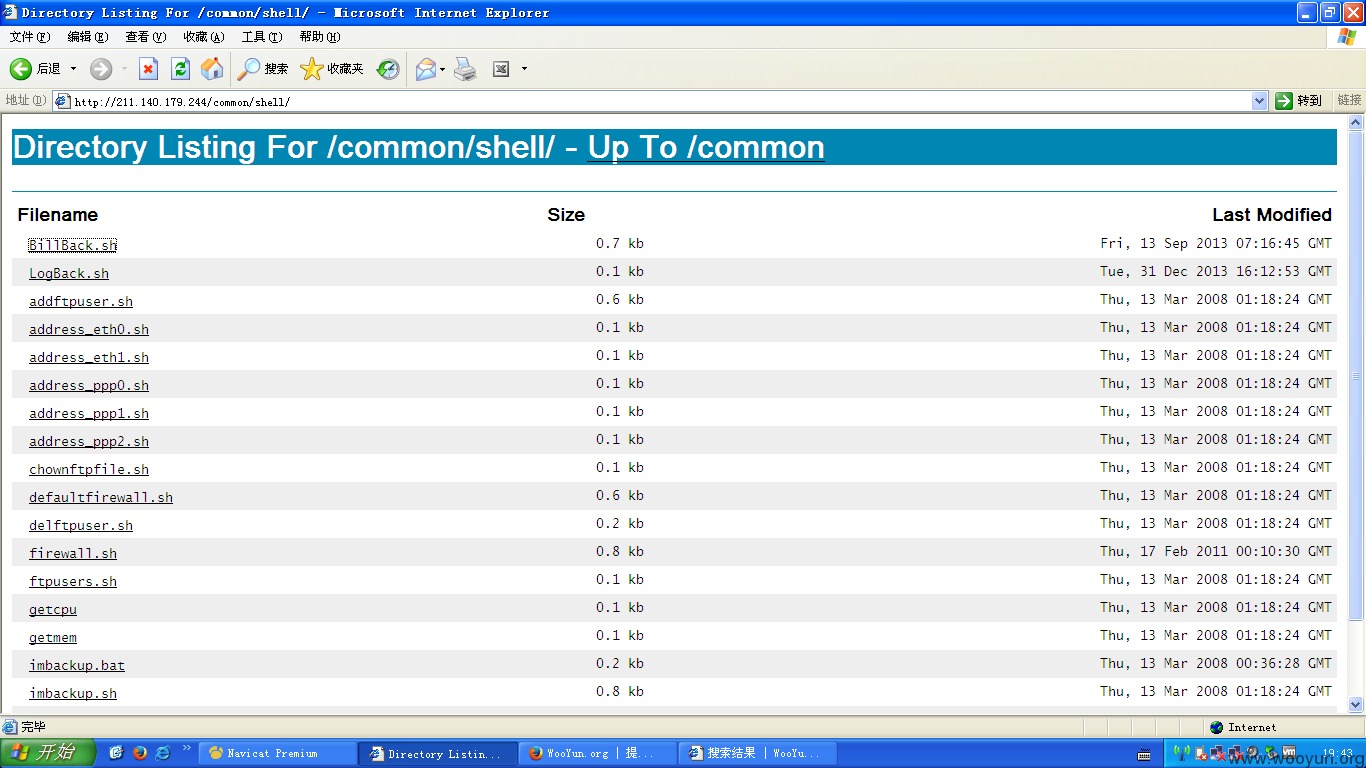 Directory Listing For /common/shell/ - Microsoft Internet Explorer
文件(F) 编辑(E) 查看(V) 收藏(A) 工具(T) 帮助(H)
后退 搜索 收藏夹
地址(D) http://211.140.179.244/common/shell/ 转到 链接
Directory Listing For /common/shell/ - Up To /common
Filename Size Last Modified
BillBack.sh 0.7 kb Fri, 13 Sep 2013 07:16:45 GMT
LogBack.sh 0.1 kb Tue, 31 Dec 2013 16:12:53 GMT
addftpuser.sh 0.6 kb Thu, 13 Mar 2008 01:18:24 GMT
address_eth0.sh 0.1 kb Thu, 13 Mar 2008 01:18:24 GMT
address_eth1.sh 0.1 kb Thu, 13 Mar 2008 01:18:24 GMT
address_ppp0.sh 0.1 kb Thu, 13 Mar 2008 01:18:24 GMT
address_ppp1.sh 0.1 kb Thu, 13 Mar 2008 01:18:24 GMT
address_ppp2.sh 0.1 kb Thu, 13 Mar 2008 01:18:24 GMT
chownftpfile.sh 0.1 kb Thu, 13 Mar 2008 01:18:24 GMT
defaultfirewall.sh 0.6 kb Thu, 13 Mar 2008 01:18:24 GMT
delftpuser.sh 0.2 kb Thu, 13 Mar 2008 01:18:24 GMT
firewall.sh 0.8 kb Thu, 17 Feb 2011 00:10:30 GMT
ftpusers.sh 0.1 kb Thu, 13 Mar 2008 01:18:24 GMT
getcpu 0.1 kb Thu, 13 Mar 2008 01:18:24 GMT
getmem 0.1 kb Thu, 13 Mar 2008 01:18:24 GMT
imbackup.bat 0.2 kb Thu, 13 Mar 2008 00:36:28 GMT
imbackup.sh 0.8 kb Thu, 13 Mar 2008 01:18:24 GMT
完毕 Internet
开始 Navicat Premium Directory Listin... WooYun.org | 提... 搜索结果 | WooYu... 19:43
www.wooyun.org